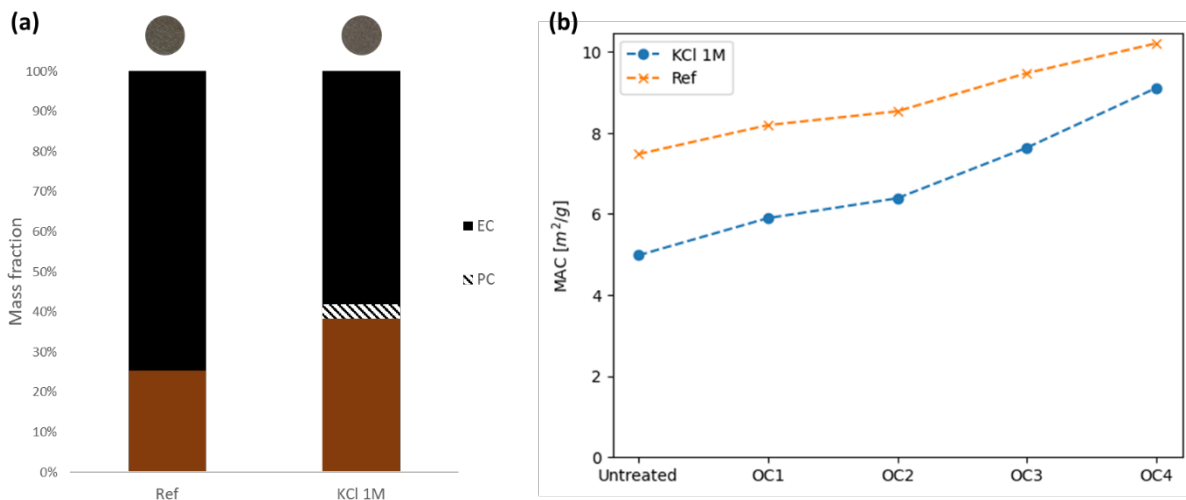 (a)
100%
90%
80%
70%
60%
50%
40%
30%
20%
10%
0%
Mass fraction
Ref
KCl 1M
EC
PC
(b)
KCl 1M
Ref
10
8
6
4
2
0
MAC [m²/g]
Untreated OC1 OC2 OC3 OC4